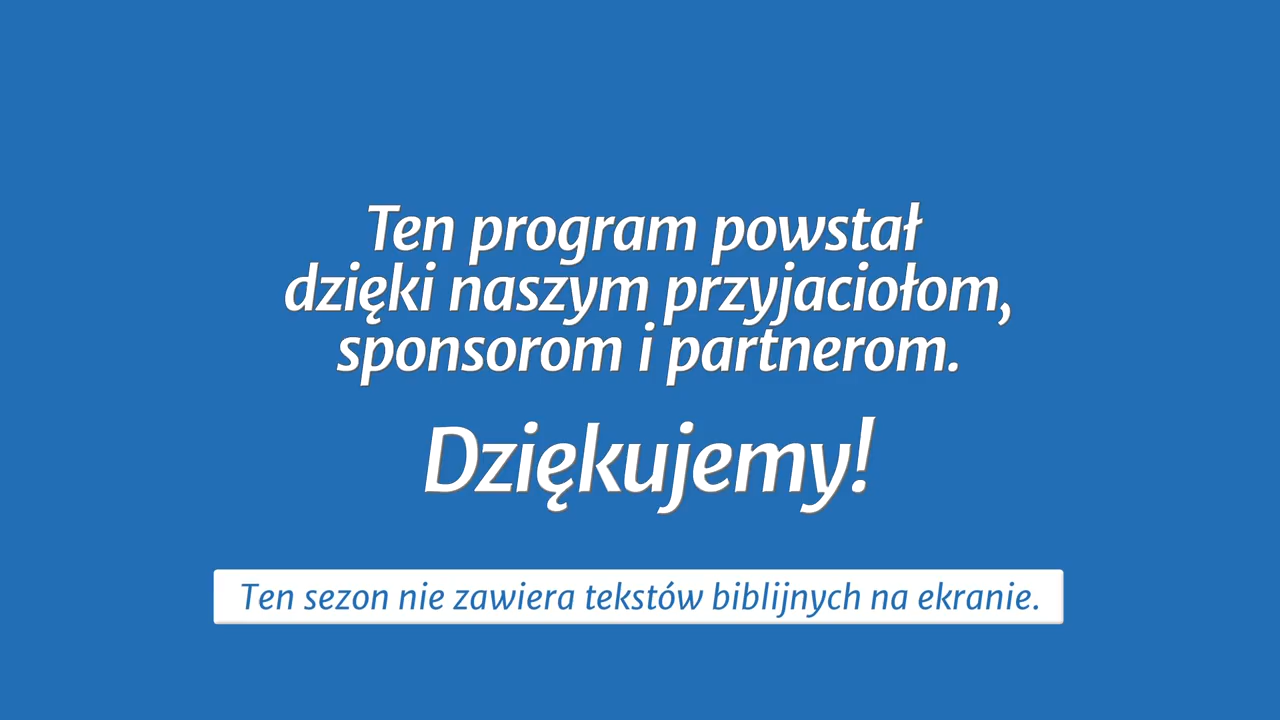 Ten program powstał
dzięki naszym przyjaciołom,
sponsorom i partnerom.
Dziękujemy!
Ten sezon nie zawiera tekstów biblijnych na ekranie.